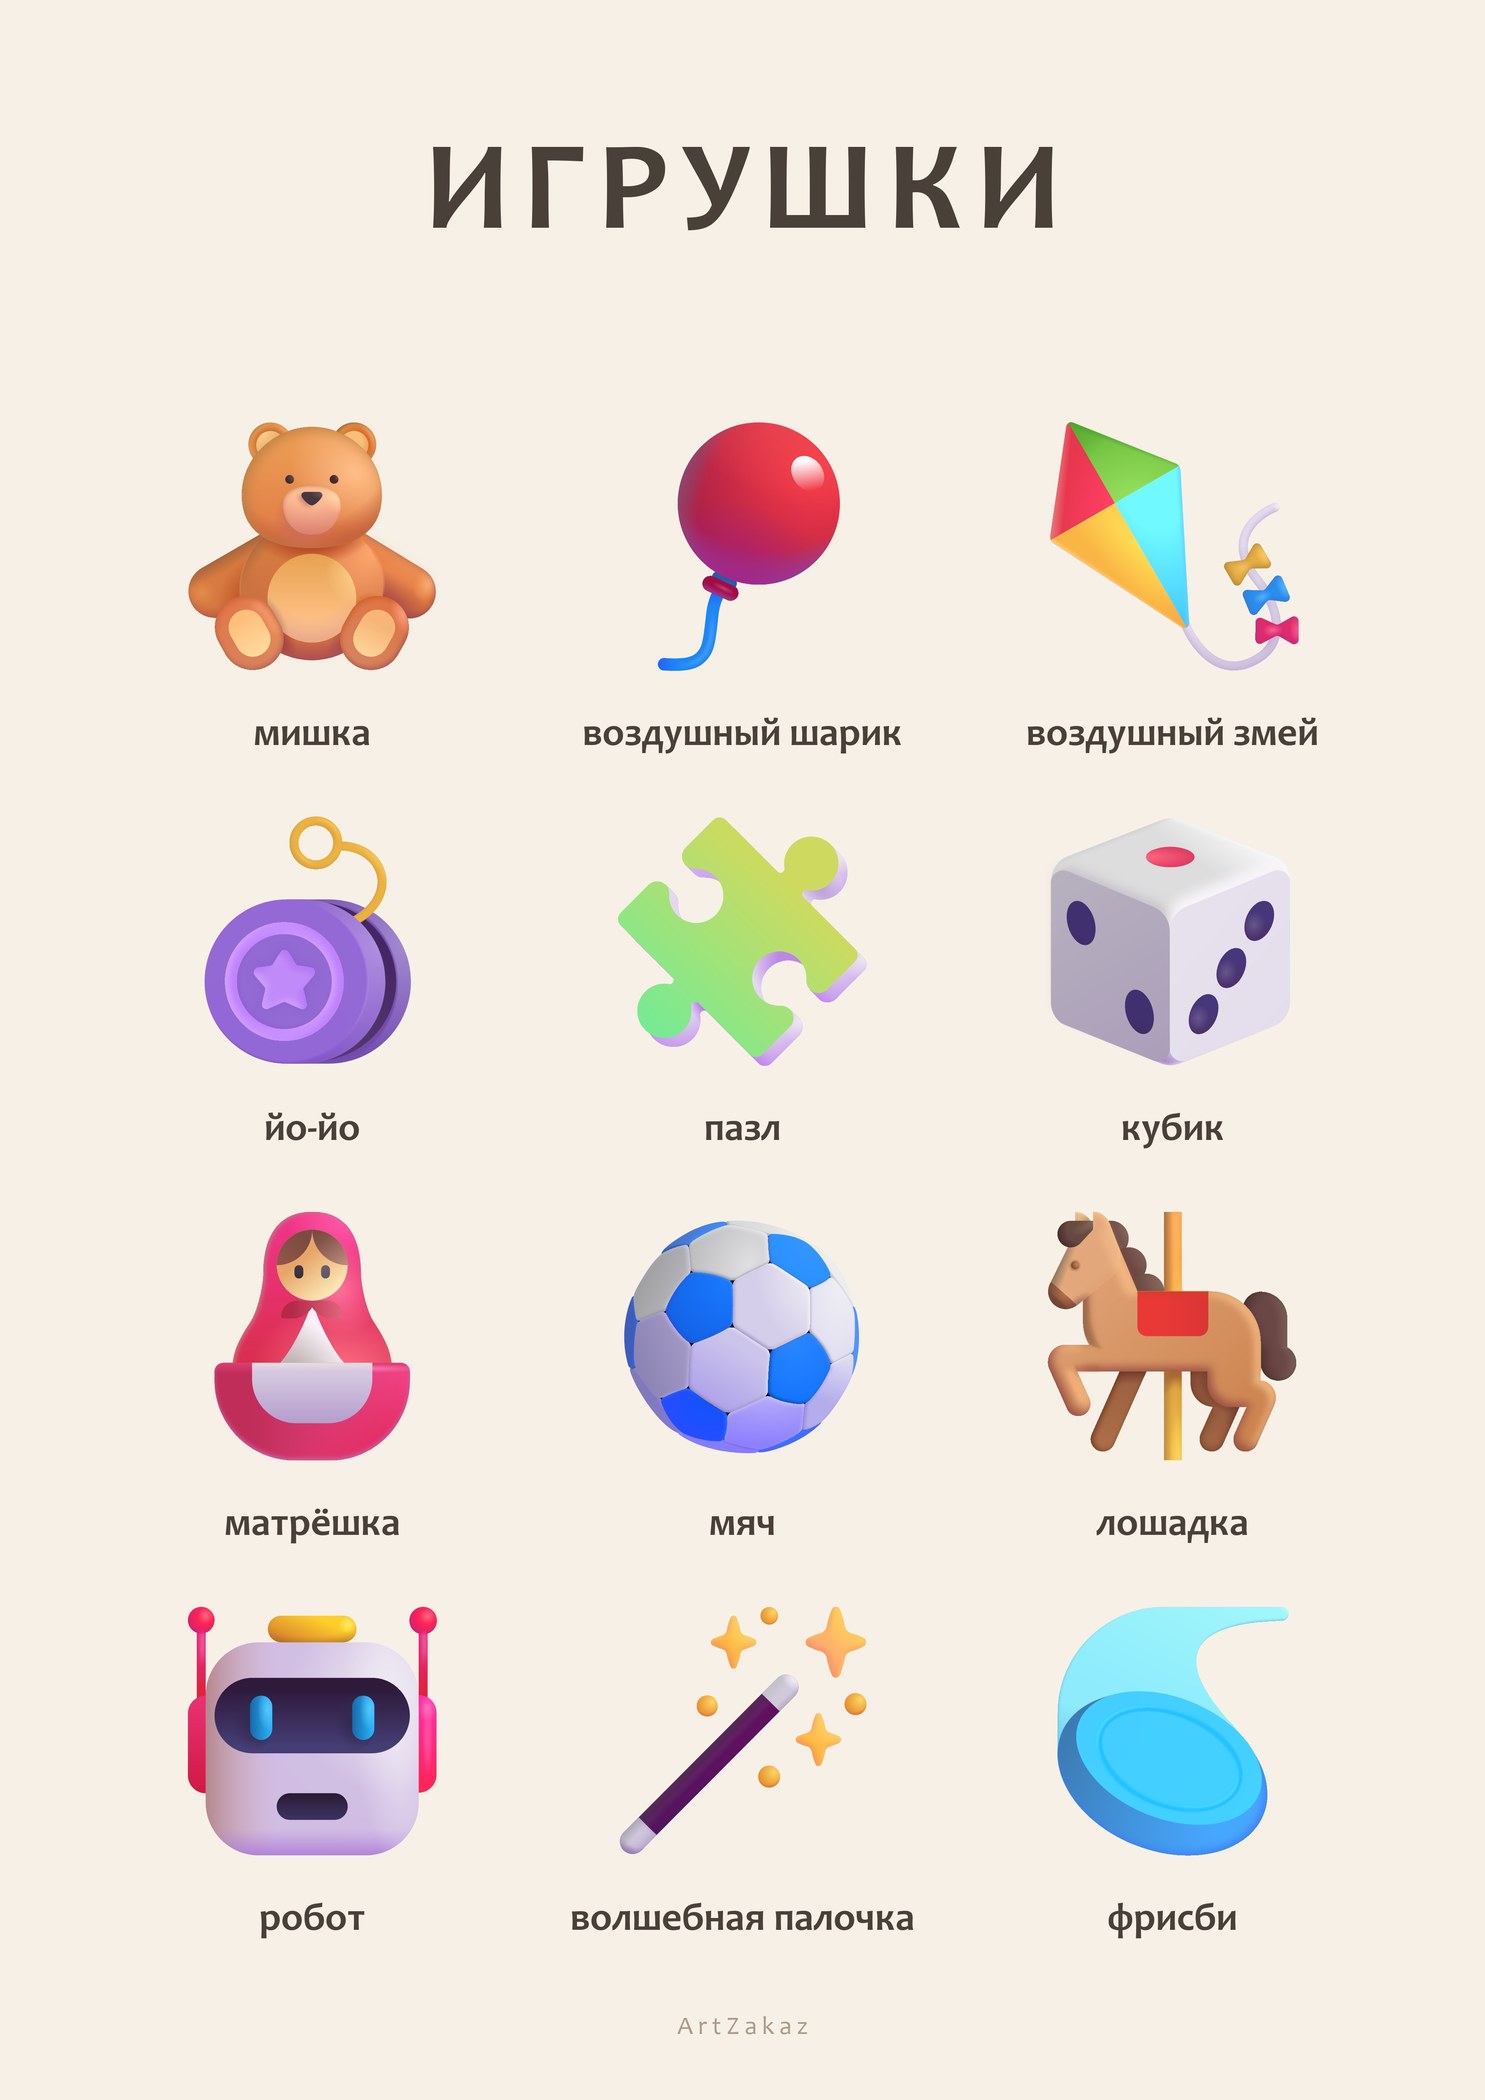 ИГРУШКИ
мишка
воздушный шарик
воздушный змей
йо-йо
пазл
кубик
матрёшка
мяч
лошадка
робот
волшебная палочка
фрисби
ArtZakaz